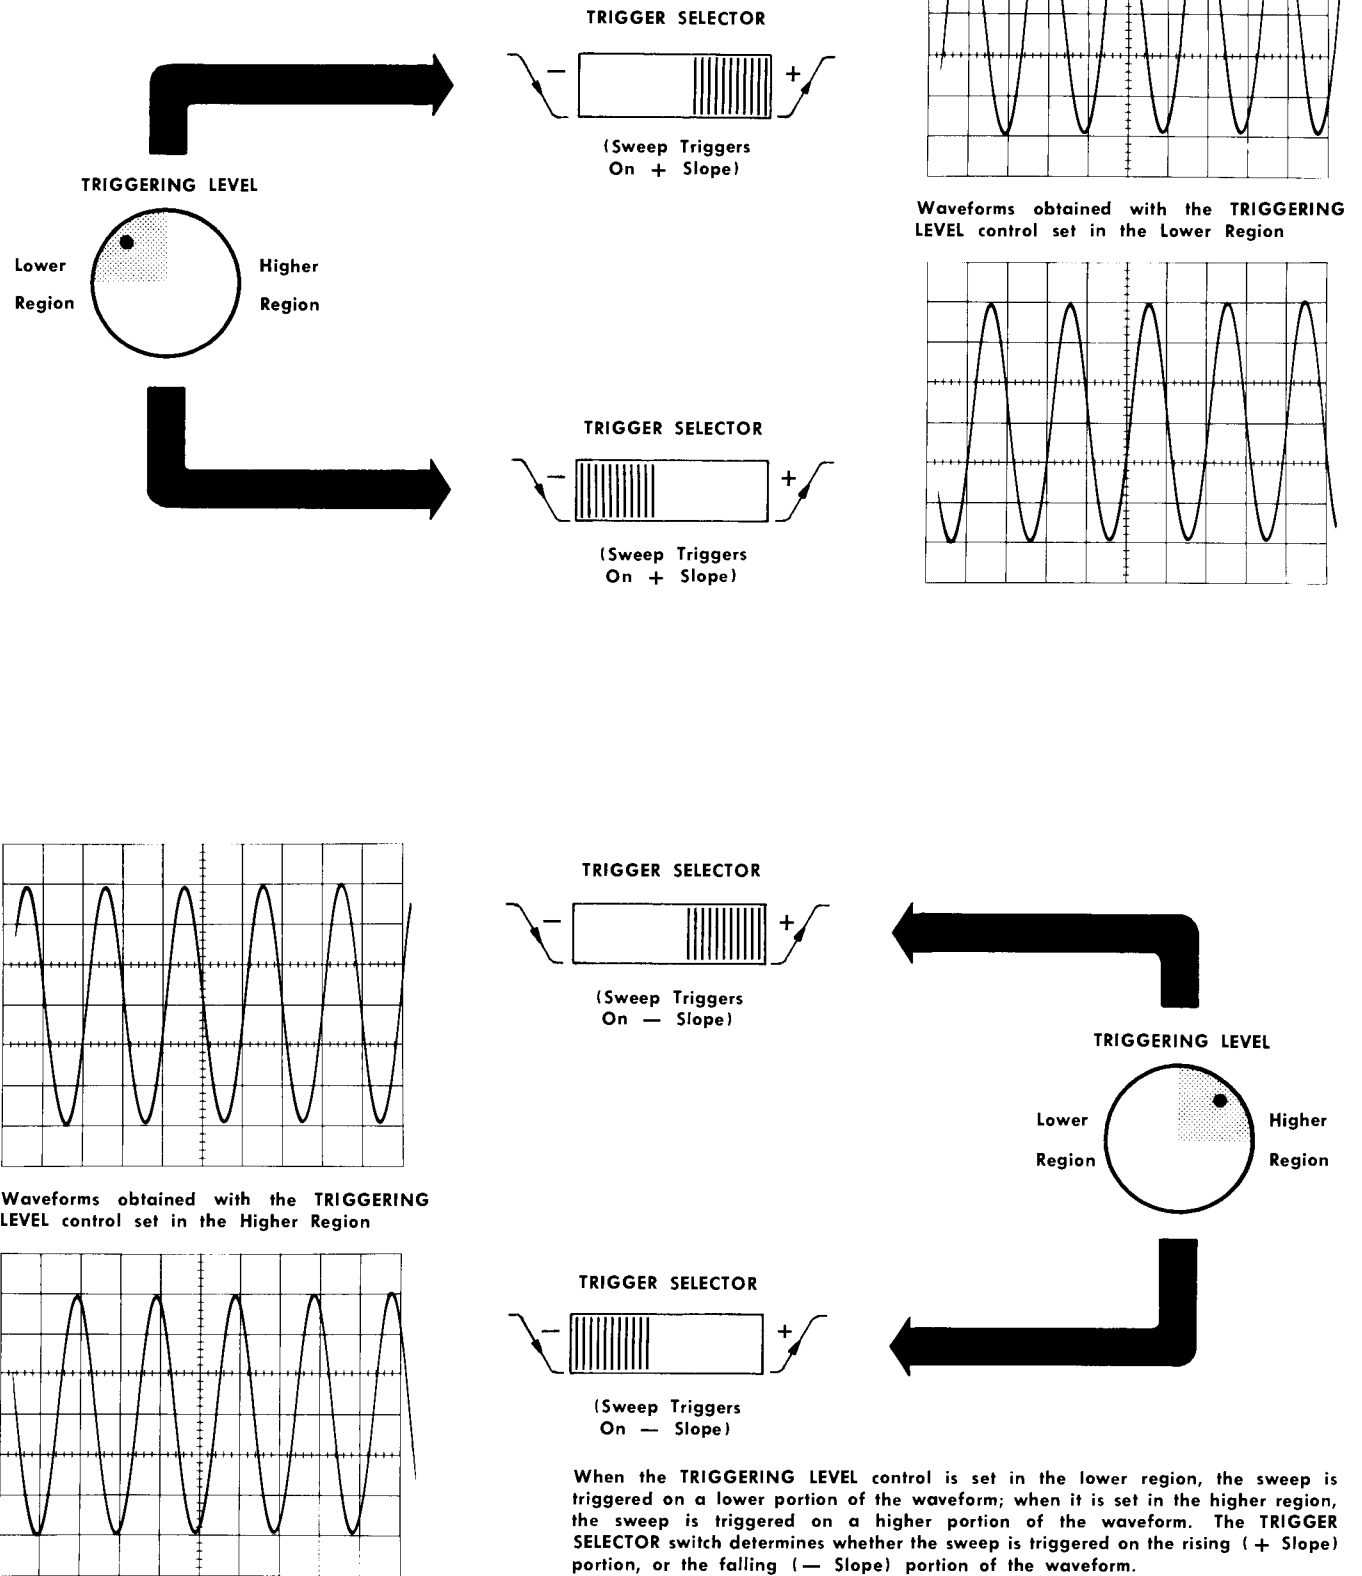 TRIGGER SELECTOR
− +
(Sweep Triggers
On + Slope)
TRIGGERING LEVEL
Lower
Region
Higher
Region
Waveforms obtained with the TRIGGERING
LEVEL control set in the Lower Region
TRIGGER SELECTOR
− +
(Sweep Triggers
On + Slope)
TRIGGER SELECTOR
− +
(Sweep Triggers
On — Slope)
TRIGGERING LEVEL
Lower
Region
Higher
Region
Waveforms obtained with the TRIGGERING
LEVEL control set in the Higher Region
TRIGGER SELECTOR
− +
(Sweep Triggers
On — Slope)
When the TRIGGERING LEVEL control is set in the lower region, the sweep is
triggered on a lower portion of the waveform; when it is set in the higher region,
the sweep is triggered on a higher portion of the waveform. The TRIGGER
SELECTOR switch determines whether the sweep is triggered on the rising (+ Slope)
portion, or the falling (— Slope) portion of the waveform.